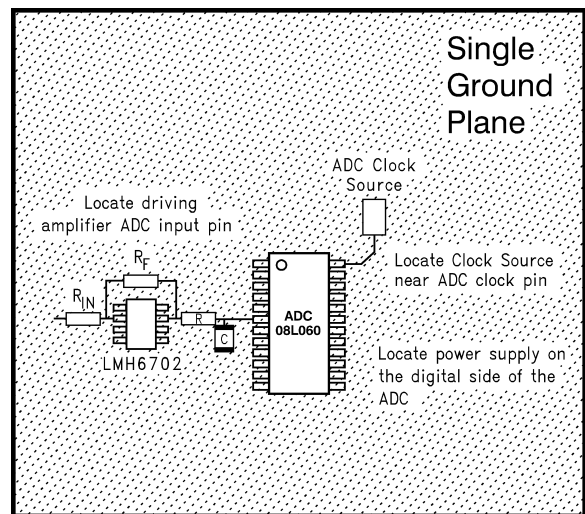 Single
Ground
Plane
ADC Clock
Source
Locate driving
amplifier ADC input pin
RF
Locate Clock Source
near ADC clock pin
RIN
R
C
ADC
08L060
LMH6702
Locate power supply on
the digital side of the
ADC